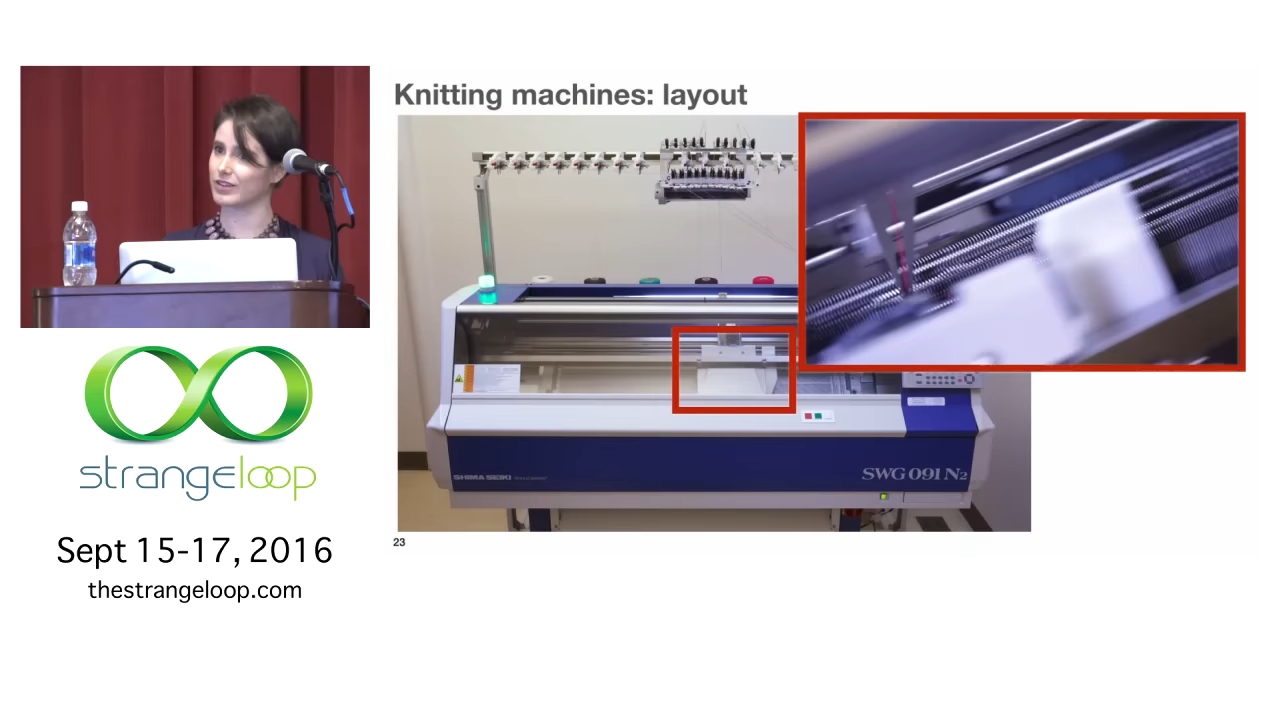 Knitting machines: layout
SHIMA SEIKI
SWG 091 N2
23
strangeloop
Sept 15-17, 2016
thestrangeloop.com